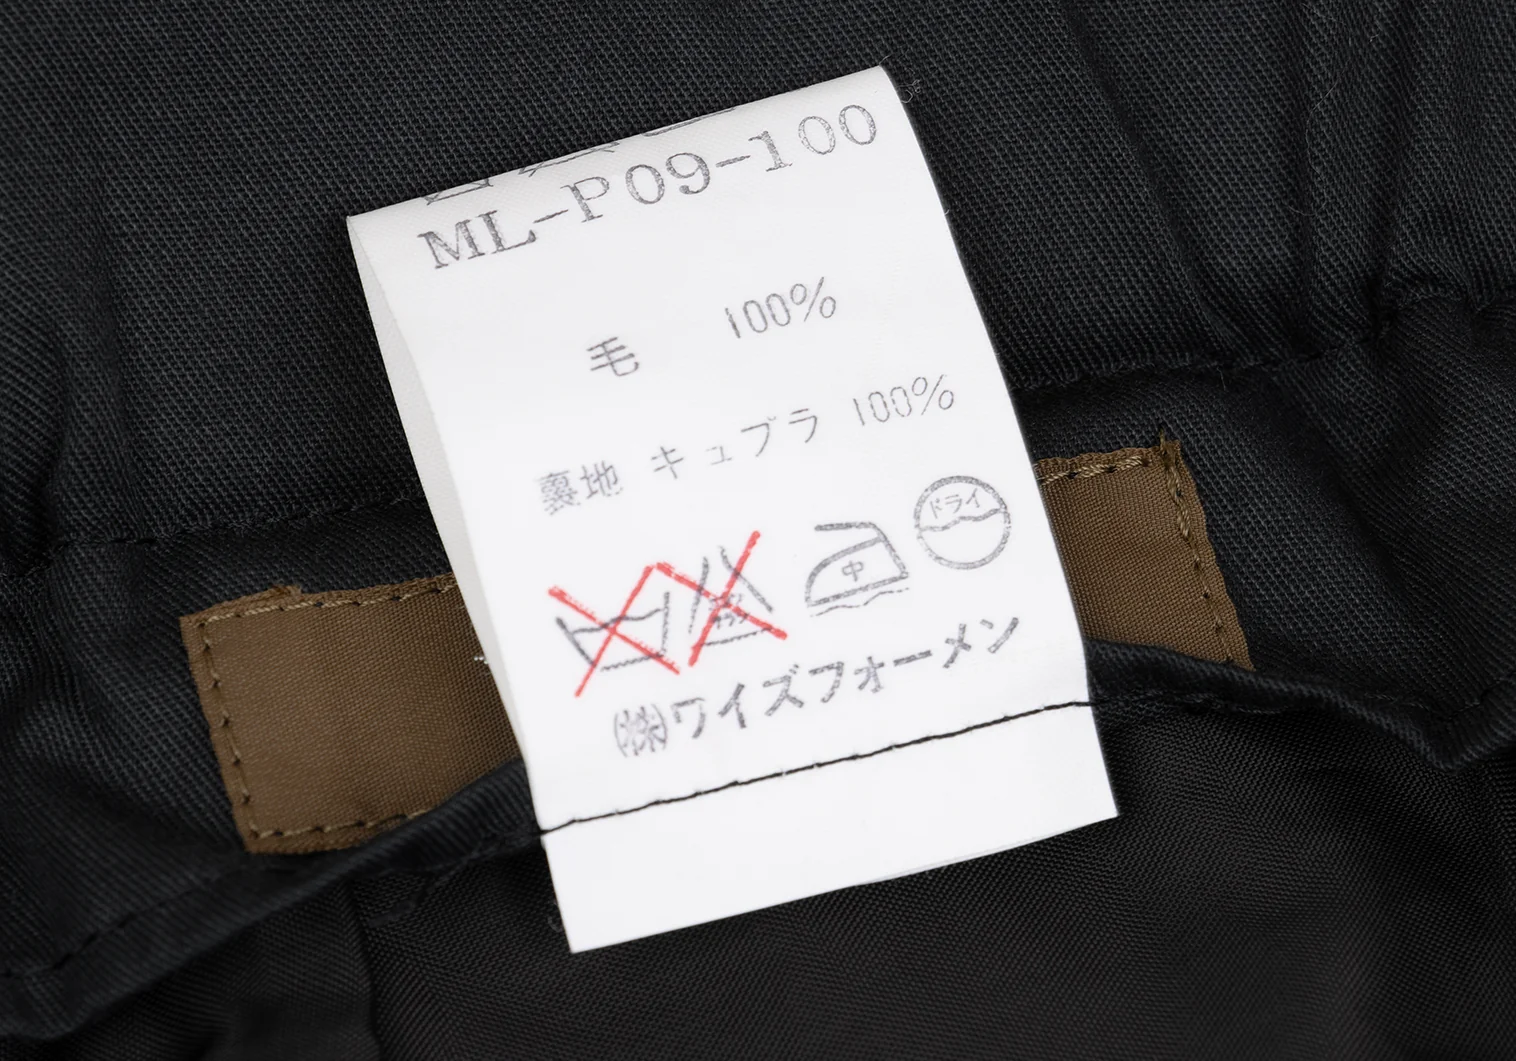 ML-P09-100
毛 100%
裏地 キュプラ 100%
中 ドライ
㈱ワイズフォーメン